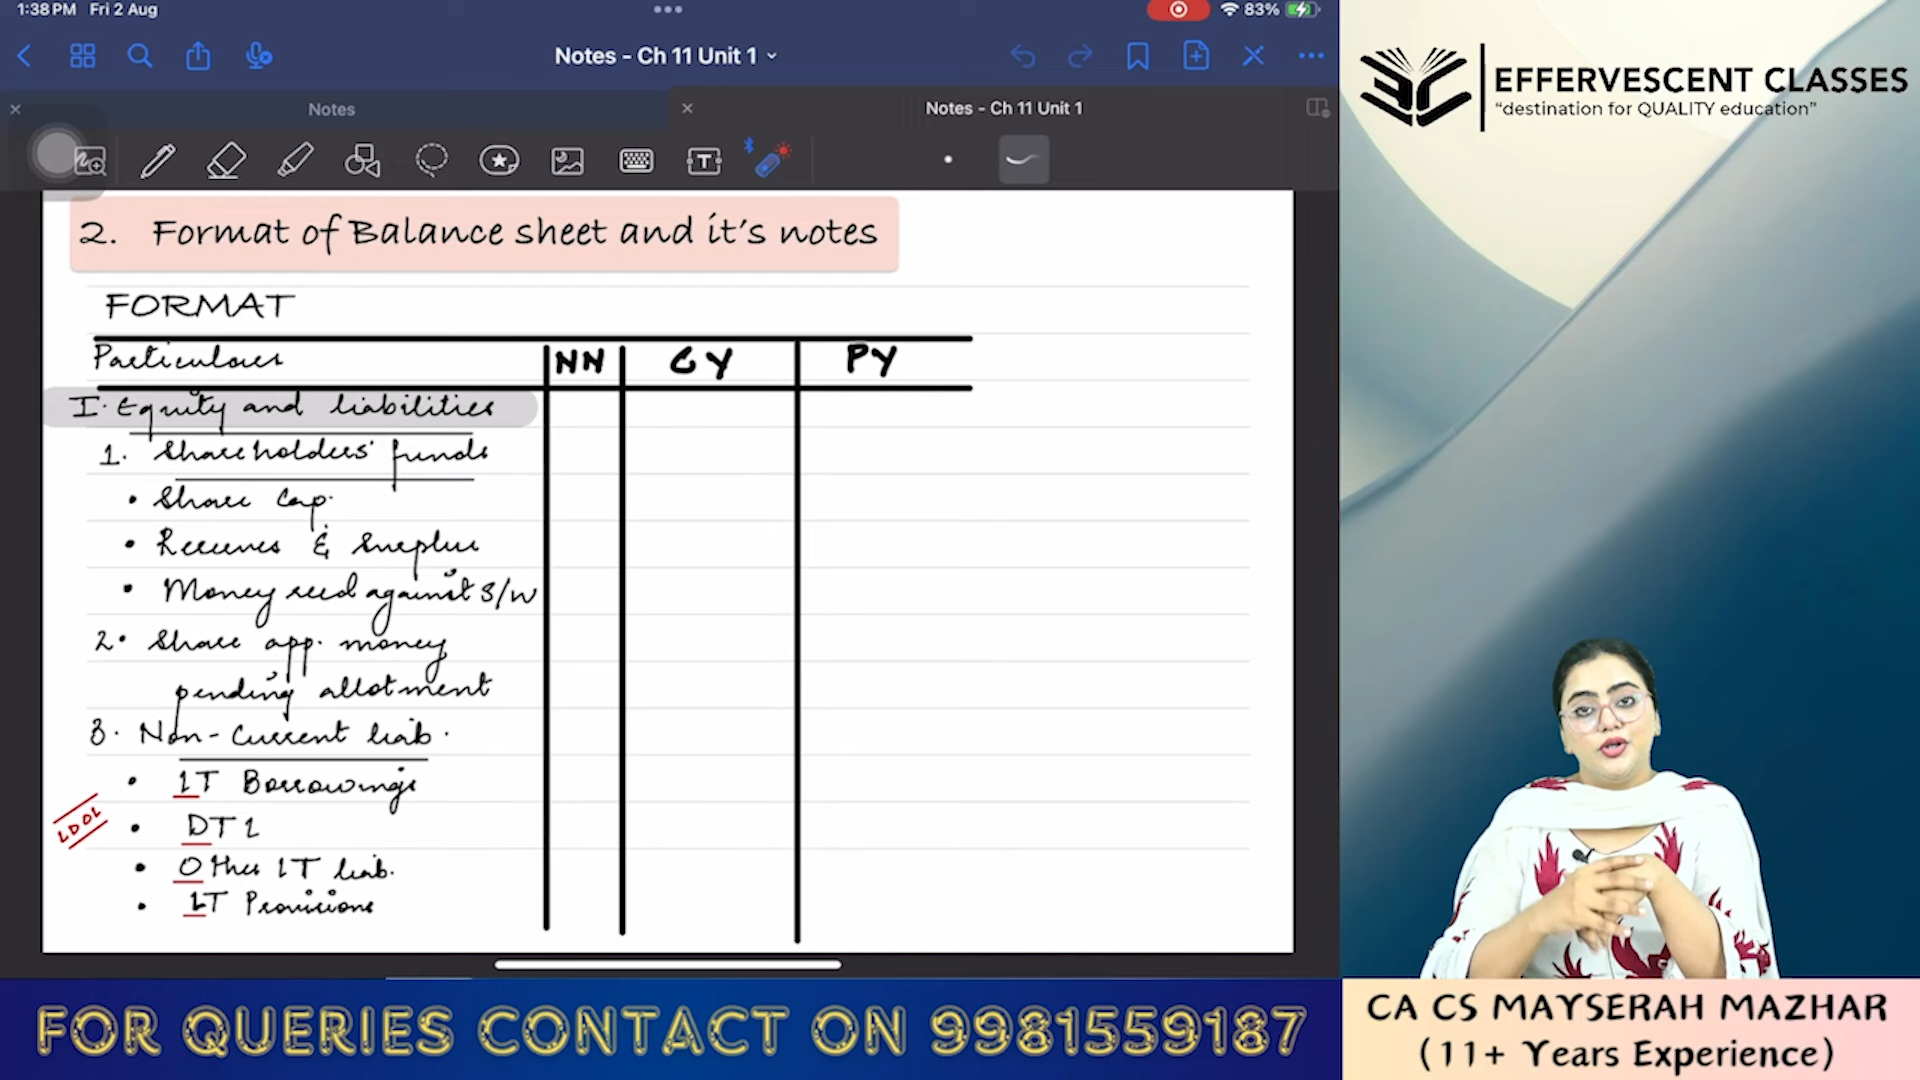 1:38 PM Fri 2 Aug
83%
Notes - Ch 11 Unit 1
Notes
Notes - Ch 11 Unit 1
2. Format of Balance sheet and it's notes
FORMAT
Particulars NN CY PY
I. Equity and liabilities
1. Shareholders' funds
• Share Cap.
• Reserves & Surplus
• Money recd against S/W
2. Share app. money
pending allotment
3. Non-Current liab.
• LT Borrowings
LDOL
• DTL
• Other LT liab.
• LT Provisions
EFFERVESCENT CLASSES
"destination for QUALITY education"
FOR QUERIES CONTACT ON 9981559187
CA CS MAYSERAH MAZHAR
(11+ Years Experience)